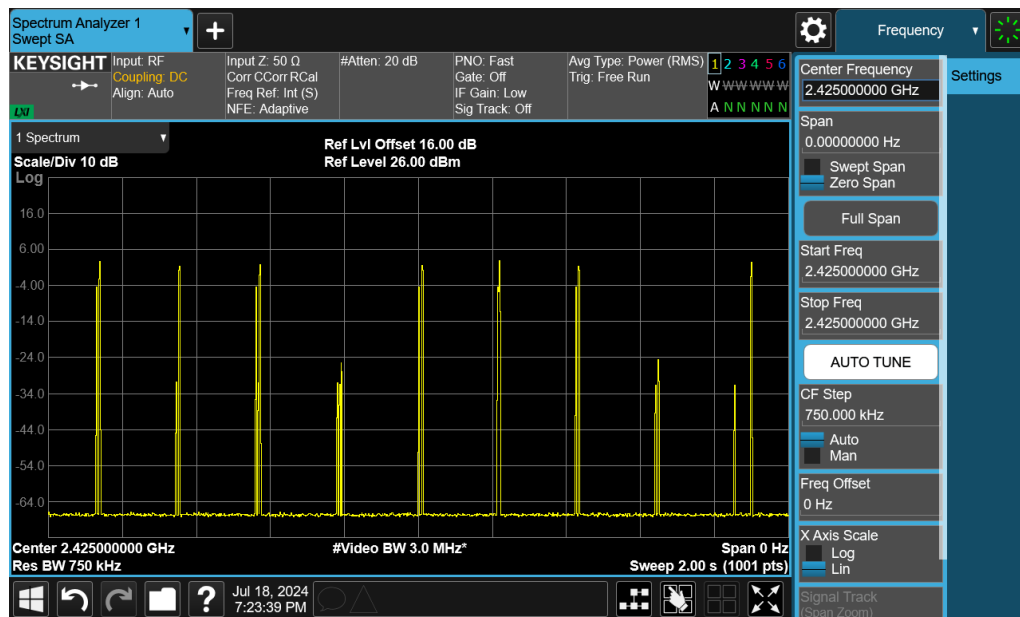 Spectrum Analyzer 1
Swept SA
+
Frequency
KEYSIGHT
Input: RF
Coupling: DC
Align: Auto
Input Z: 50 Ω
Corr CCorr RCal
Freq Ref: Int (S)
NFE: Adaptive
#Atten: 20 dB
PNO: Fast
Gate: Off
IF Gain: Low
Sig Track: Off
Avg Type: Power (RMS)
Trig: Free Run
1 2 3 4 5 6
W W W W W W
A N N N N N
LXI
1 Spectrum
Scale/Div 10 dB
Ref Lvl Offset 16.00 dB
Ref Level 26.00 dBm
Log
16.0
6.00
-4.00
-14.0
-24.0
-34.0
-44.0
-54.0
-64.0
Center 2.425000000 GHz
#Video BW 3.0 MHz*
Span 0 Hz
Res BW 750 kHz
Sweep 2.00 s (1001 pts)
Center Frequency
2.425000000 GHz
Settings
Span
0.00000000 Hz
Swept Span
Zero Span
Full Span
Start Freq
2.425000000 GHz
Stop Freq
2.425000000 GHz
AUTO TUNE
CF Step
750.000 kHz
Auto
Man
Freq Offset
0 Hz
X Axis Scale
Log
Lin
Signal Track
(Span Zoom)
?
Jul 18, 2024
7:23:39 PM